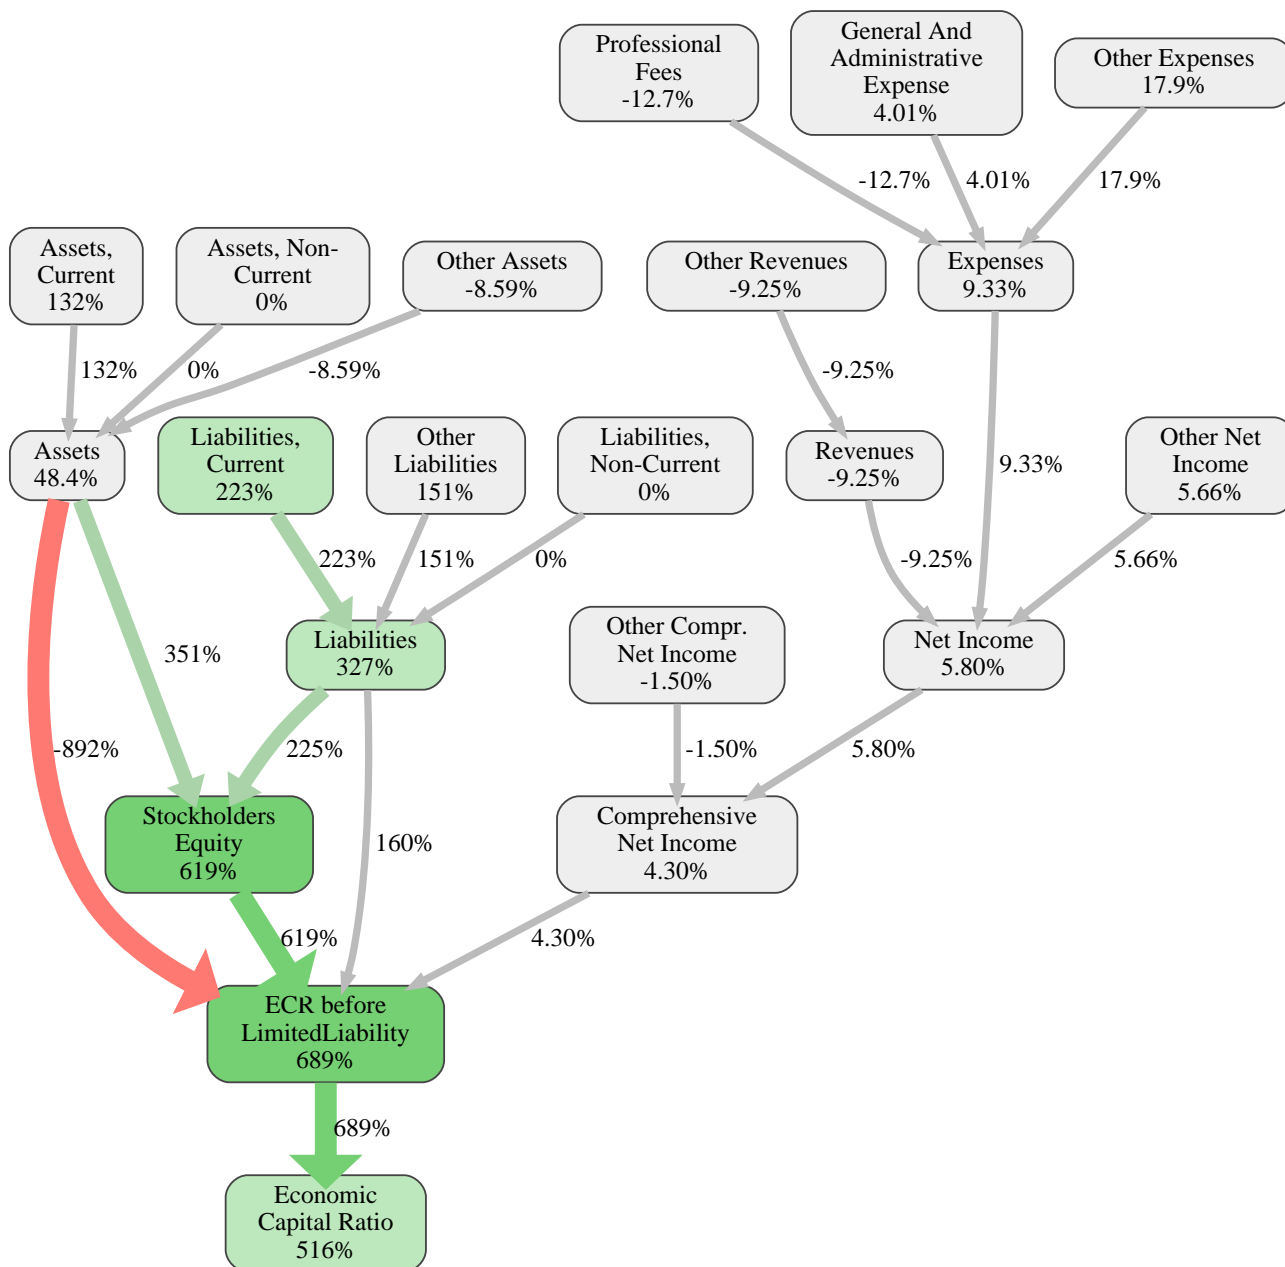 Professional
Fees
-12.7%
General And
Administrative
Expense
4.01%
Other Expenses
17.9%
-12.7%
4.01%
17.9%
Assets,
Current
132%
Assets, Non-
Current
0%
Other Assets
-8.59%
Other Revenues
-9.25%
Expenses
9.33%
132%
0%
-8.59%
-9.25%
Assets
48.4%
Liabilities,
Current
223%
Other
Liabilities
151%
Liabilities,
Non-Current
0%
Revenues
-9.25%
9.33%
Other Net
Income
5.66%
223%
151%
0%
-9.25%
5.66%
351%
Liabilities
327%
Other Compr.
Net Income
-1.50%
Net Income
5.80%
-892%
225%
-1.50%
5.80%
Stockholders
Equity
619%
160%
Comprehensive
Net Income
4.30%
619%
4.30%
ECR before
LimitedLiability
689%
689%
Economic
Capital Ratio
516%